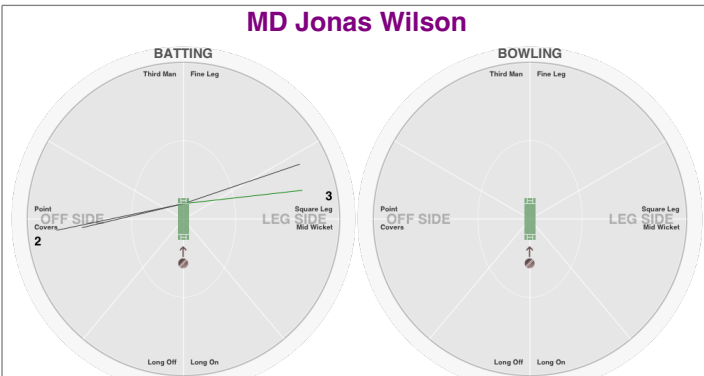 MD Jonas Wilson
BATTING
Third Man Fine Leg
Point
OFF SIDE
Covers
2
3
Square Leg
LEG SIDE
Mid Wicket
Long Off Long On
BOWLING
Third Man Fine Leg
Point
OFF SIDE
Covers
Square Leg
LEG SIDE
Mid Wicket
Long Off Long On